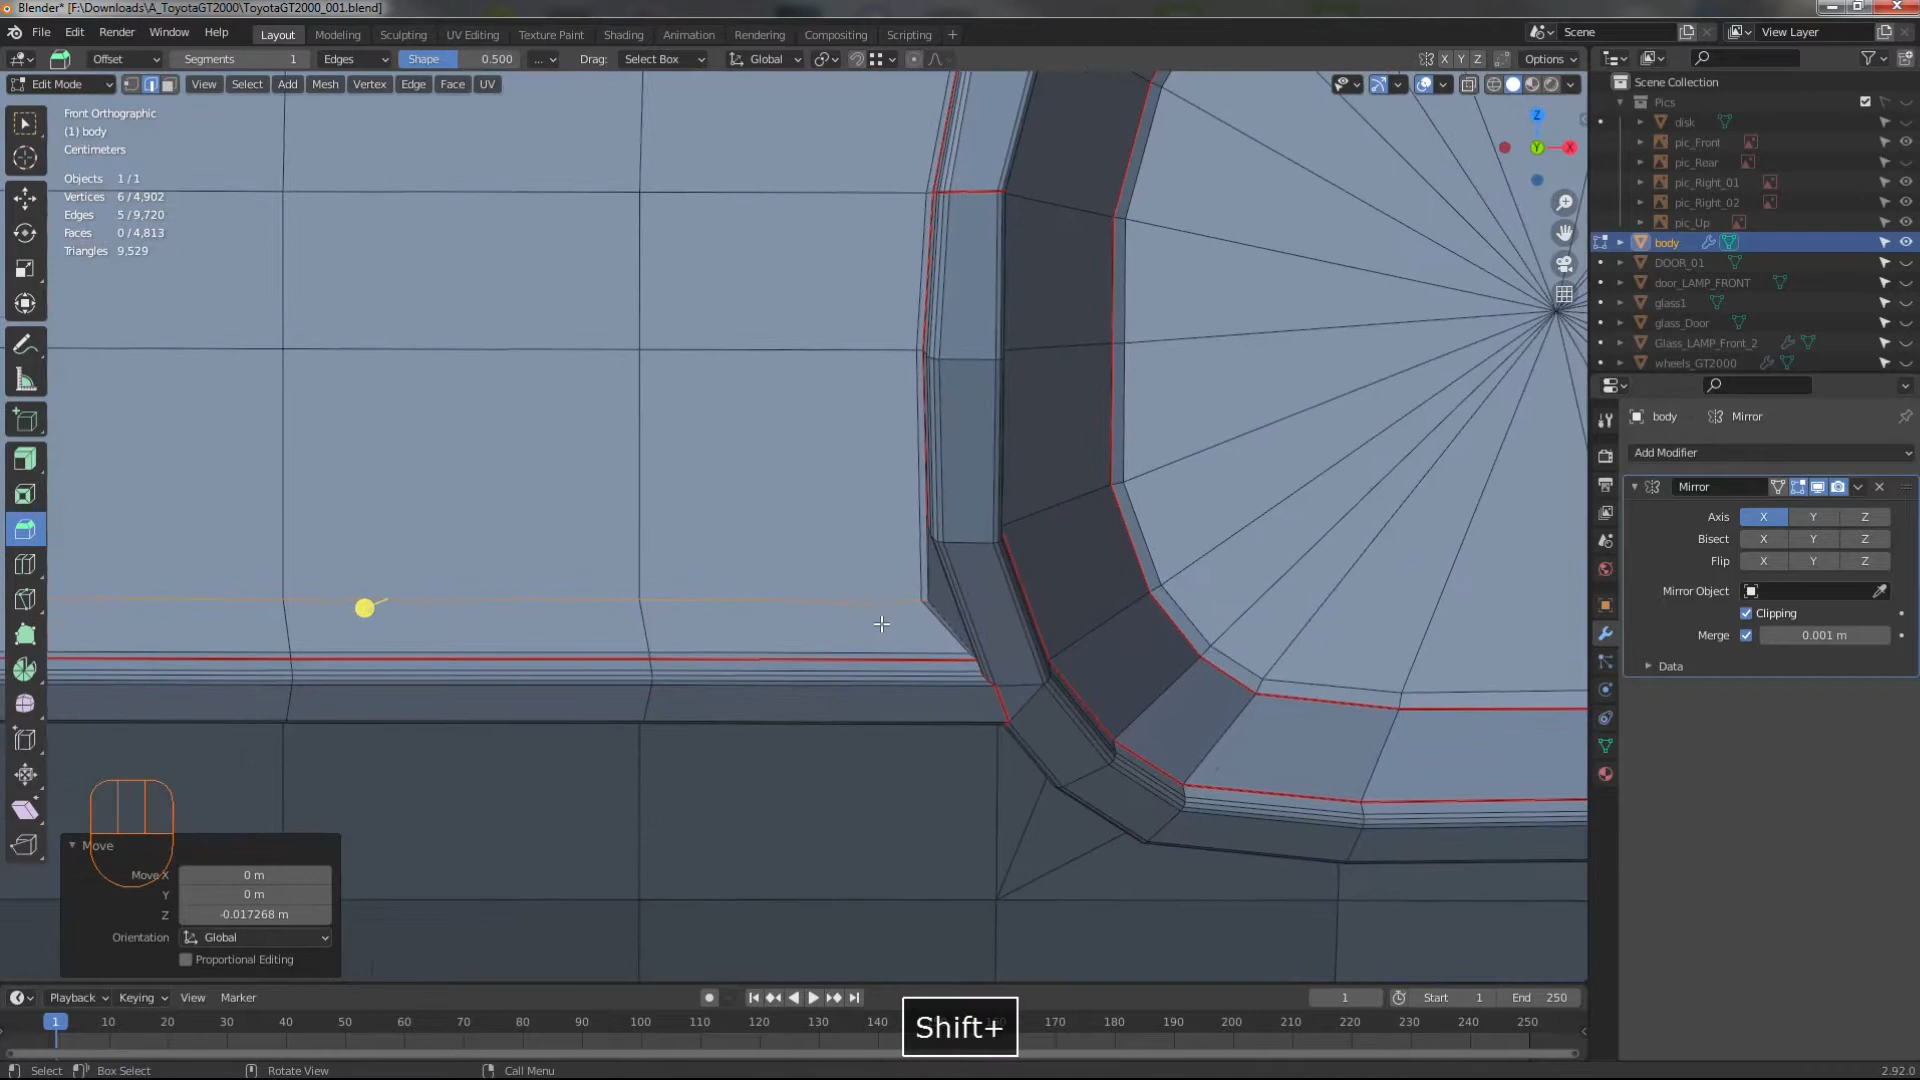 Blender* [F:\Downloads\A_ToyotaGT2000\ToyotaGT2000_001.blend]
File Edit Render Window Help Layout Modeling Sculpting UV Editing Texture Paint Shading Animation Rendering Compositing Scripting + Scene View Layer
Offset Segments 1 Edges Shape 0.500 ... Drag: Select Box Global X Y Z Options
Edit Mode View Select Add Mesh Vertex Edge Face UV
Front Orthographic
(1) body
Centimeters
Objects 1 / 1
Vertices 6 / 4,902
Edges 5 / 9,720
Faces 0 / 4,813
Triangles 9,529
Z
Y
X
Scene Collection
Pics
disk
pic_Front
pic_Rear
pic_Right_01
pic_Right_02
pic_Up
body
DOOR_01
door_LAMP_FRONT
glass1
glass_Door
Glass_LAMP_Front_2
wheels_GT2000
body Mirror
Add Modifier
Mirror
Axis X Y Z
Bisect X Y Z
Flip X Y Z
Mirror Object
Clipping
Merge 0.001 m
Data
Move
Move X 0 m
Y 0 m
Z -0.017268 m
Orientation Global
Proportional Editing
Playback Keying View Marker 1 Start 1 End 250
1 10 20 30 40 50 60 70 80 90 100 110 120 130 140 170 180 190 200 210 220 230 240 250
Shift+
Select Box Select Rotate View Call Menu 2.92.0